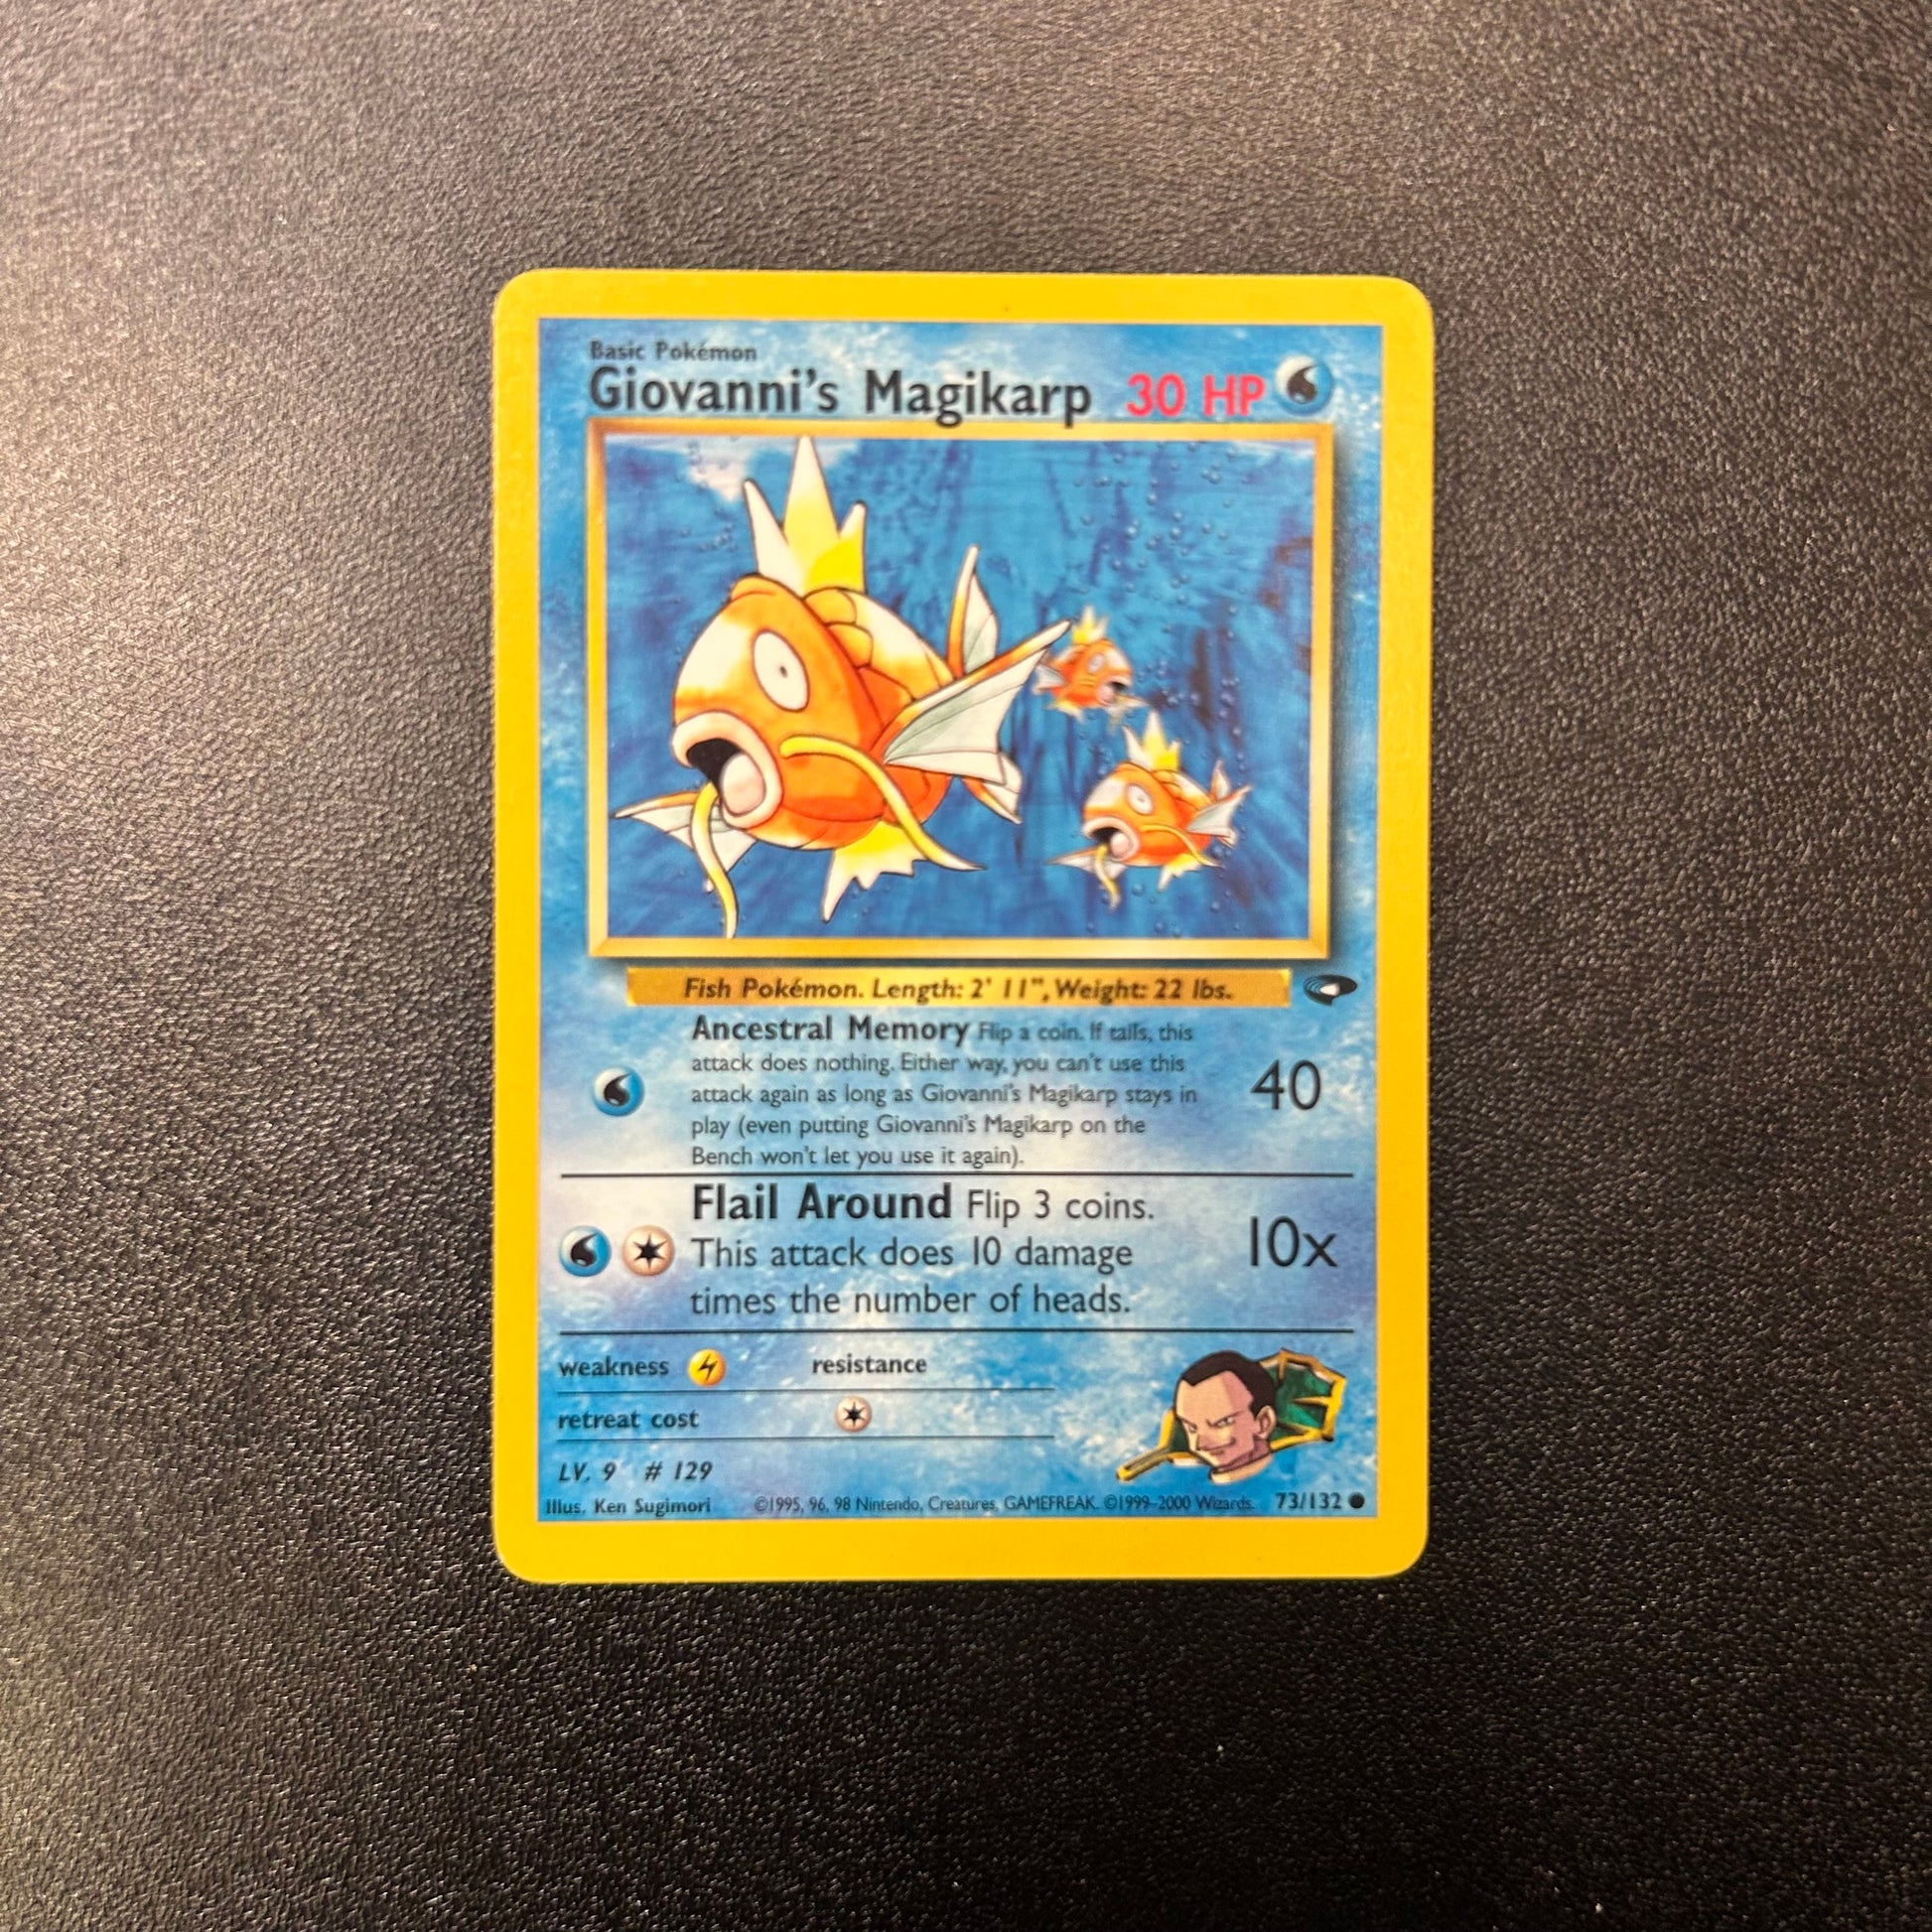 Basic Pokémon
Giovanni's Magikarp 30 HP
Fish Pokémon. Length: 2' 11", Weight: 22 lbs.
Ancestral Memory Flip a coin. If tails, this
attack does nothing. Either way, you can't use this
attack again as long as Giovanni's Magikarp stays in
play (even putting Giovanni's Magikarp on the
Bench won't let you use it again).
40
Flail Around Flip 3 coins.
This attack does 10 damage
times the number of heads.
10x
weakness resistance
retreat cost
LV. 9 # 129
Illus. Ken Sugimori ©1995, 96, 98 Nintendo, Creatures, GAMEFREAK. ©1999-2000 Wizards. 73/132